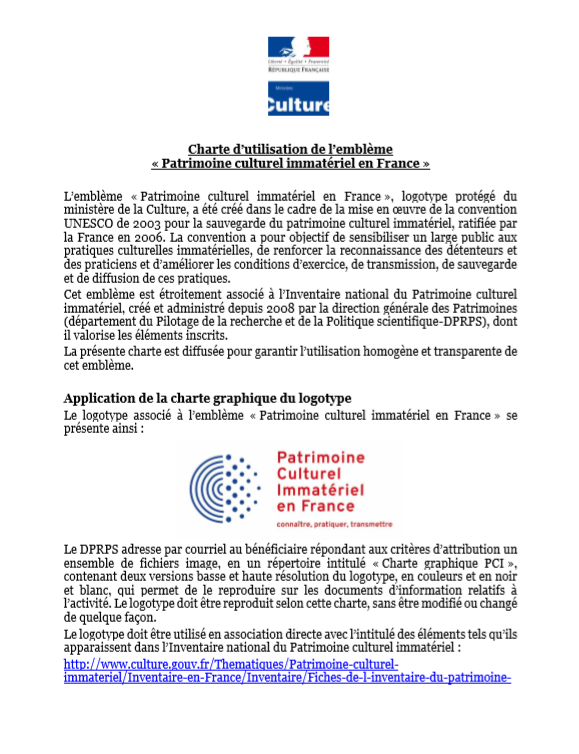 Liberté • Égalité • Fraternité
RÉPUBLIQUE FRANÇAISE
Ministère
Culture
Charte d'utilisation de l'emblème
« Patrimoine culturel immatériel en France »
L'emblème « Patrimoine culturel immatériel en France », logotype protégé du
ministère de la Culture, a été créé dans le cadre de la mise en œuvre de la convention
UNESCO de 2003 pour la sauvegarde du patrimoine culturel immatériel, ratifiée par
la France en 2006. La convention a pour objectif de sensibiliser un large public aux
pratiques culturelles immatérielles, de renforcer la reconnaissance des détenteurs et
des praticiens et d'améliorer les conditions d'exercice, de transmission, de sauvegarde
et de diffusion de ces pratiques.
Cet emblème est étroitement associé à l'Inventaire national du Patrimoine culturel
immatériel, créé et administré depuis 2008 par la direction générale des Patrimoines
(département du Pilotage de la recherche et de la Politique scientifique-DPRPS), dont
il valorise les éléments inscrits.
La présente charte est diffusée pour garantir l'utilisation homogène et transparente de
cet emblème.
Application de la charte graphique du logotype
Le logotype associé à l'emblème « Patrimoine culturel immatériel en France » se
présente ainsi :
Patrimoine
Culturel
Immatériel
en France
connaître, pratiquer, transmettre
Le DPRPS adresse par courriel au bénéficiaire répondant aux critères d'attribution un
ensemble de fichiers image, en un répertoire intitulé « Charte graphique PCI »,
contenant deux versions basse et haute résolution du logotype, en couleurs et en noir
et blanc, qui permet de le reproduire sur les documents d'information relatifs à
l'activité. Le logotype doit être reproduit selon cette charte, sans être modifié ou changé
de quelque façon.
Le logotype doit être utilisé en association directe avec l'intitulé des éléments tels qu'ils
apparaissent dans l'Inventaire national du Patrimoine culturel immatériel :
http://www.culture.gouv.fr/Thematiques/Patrimoine-culturel-
immateriel/Inventaire-en-France/Inventaire/Fiches-de-l-inventaire-du-patrimoine-